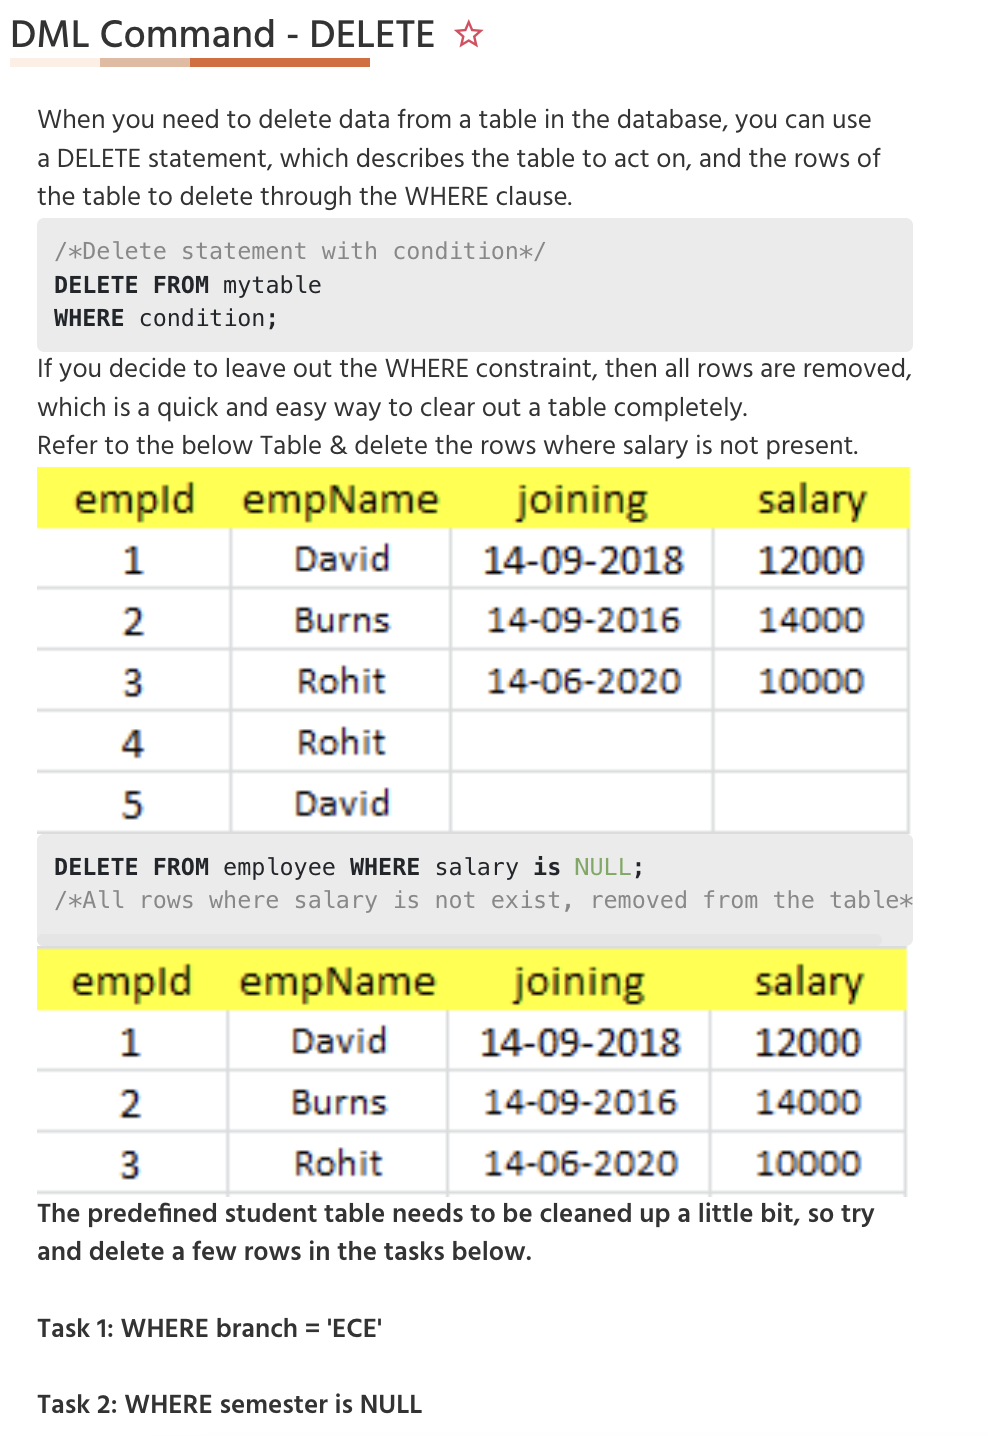 DML Command - DELETE
When you need to delete data from a table in the database, you can use
a DELETE statement, which describes the table to act on, and the rows of
the table to delete through the WHERE clause.
/*Delete statement with condition*/
DELETE FROM mytable
WHERE condition;
If you decide to leave out the WHERE constraint, then all rows are removed,
which is a quick and easy way to clear out a table completely.
Refer to the below Table & delete the rows where salary is not present.
empId empName joining salary
1 David 14-09-2018 12000
2 Burns 14-09-2016 14000
3 Rohit 14-06-2020 10000
4 Rohit
5 David
DELETE FROM employee WHERE salary is NULL;
/*All rows where salary is not exist, removed from the table*
empId empName joining salary
1 David 14-09-2018 12000
2 Burns 14-09-2016 14000
3 Rohit 14-06-2020 10000
The predefined student table needs to be cleaned up a little bit, so try
and delete a few rows in the tasks below.
Task 1: WHERE branch = 'ECE'
Task 2: WHERE semester is NULL